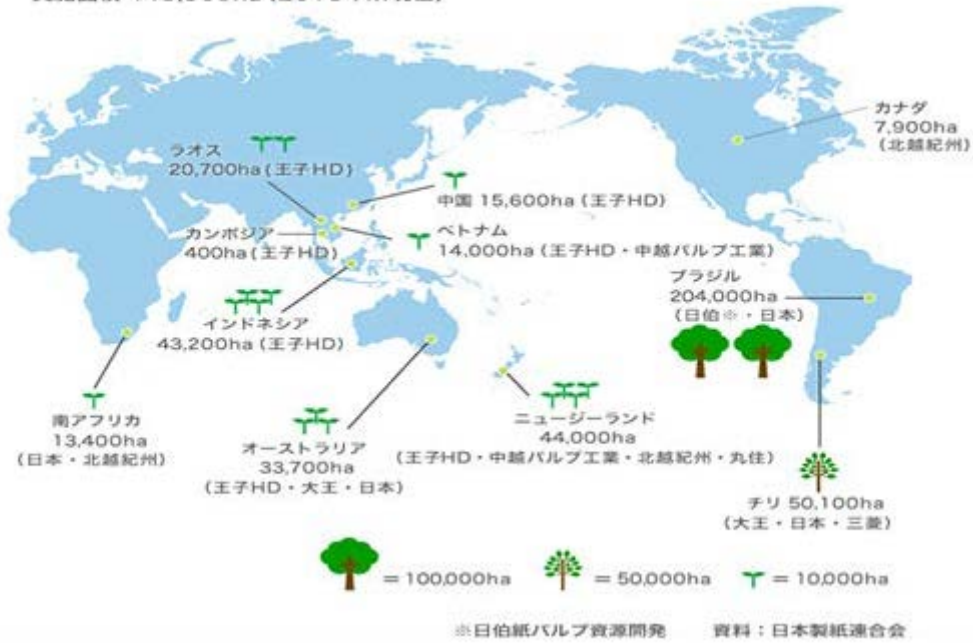 カナダ
7,900ha
(北越紀州)
ラオス
20,700ha(王子HD)
中国 15,600ha (王子HD)
カンボジア
400ha(王子HD)
ベトナム
14,000ha (王子HD・中越パルプ工業)
ブラジル
204,000ha
(日伯※・日本)
インドネシア
43,200ha (王子HD)
南アフリカ
13,400ha
(日本・北越紀州)
オーストラリア
33,700ha
(王子HD・大王・日本)
ニュージーランド
44,000ha
(王子HD・中越パルプ工業・北越紀州・丸住)
チリ 50,100ha
(大王・日本・三菱)
= 100,000ha
= 50,000ha
= 10,000ha
※日伯紙パルプ資源開発 資料：日本製紙連合会